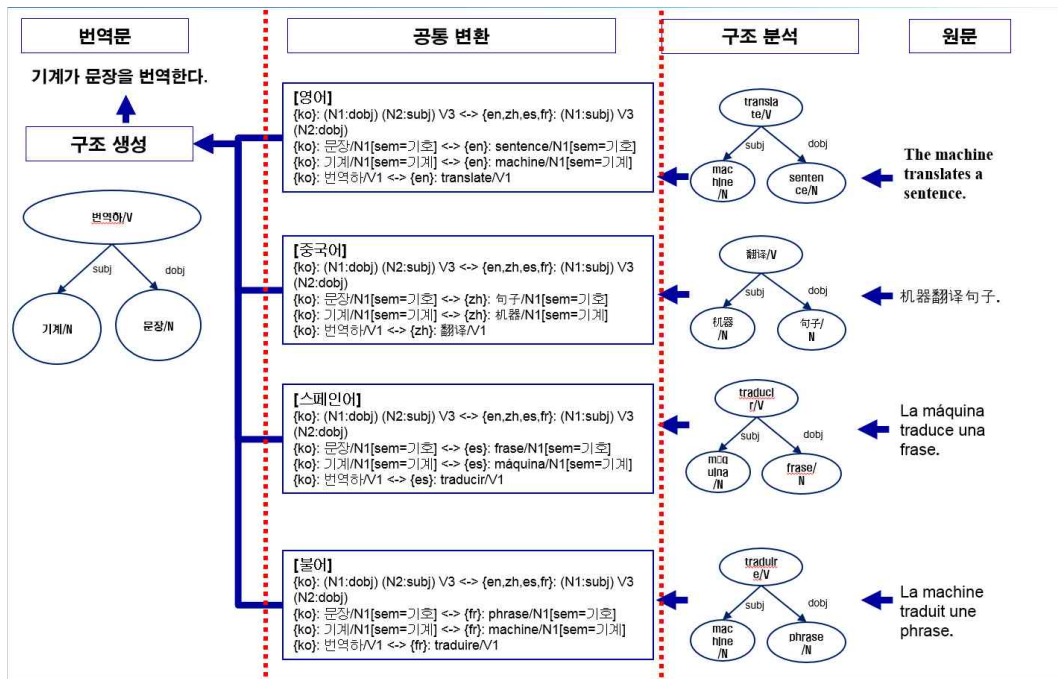 번역문
공통 변환
구조 분석
원문
기계가 문장을 번역한다.
구조 생성
번역하/V
subj
dobj
기계/N
문장/N
[영어]
{ko}: (N1:dobj) (N2:subj) V3 <-> {en,zh,es,fr}: (N1:subj) V3
(N2:dobj)
{ko}: 문장/N1[sem=기호] <-> {en}: sentence/N1[sem=기호]
{ko}: 기계/N1[sem=기계] <-> {en}: machine/N1[sem=기계]
{ko}: 번역하/V1 <-> {en}: translate/V1
transla
te/V
subj
dobj
mac
hine
/N
senten
ce/N
The machine
translates a
sentence.
[중국어]
{ko}: (N1:dobj) (N2:subj) V3 <-> {en,zh,es,fr}: (N1:subj) V3
(N2:dobj)
{ko}: 문장/N1[sem=기호] <-> {zh}: 句子/N1[sem=기호]
{ko}: 기계/N1[sem=기계] <-> {zh}: 机器/N1[sem=기계]
{ko}: 번역하/V1 <-> {zh}: 翻译/V1
翻译/V
subj
dobj
机器
/N
句子/
N
机器翻译句子.
[스페인어]
{ko}: (N1:dobj) (N2:subj) V3 <-> {en,zh,es,fr}: (N1:subj) V3
(N2:dobj)
{ko}: 문장/N1[sem=기호] <-> {es}: frase/N1[sem=기호]
{ko}: 기계/N1[sem=기계] <-> {es}: máquina/N1[sem=기계]
{ko}: 번역하/V1 <-> {es}: traducir/V1
traduci
r/V
subj
dobj
m□q
uina
/N
frase/
N
La máquina
traduce una
frase.
[불어]
{ko}: (N1:dobj) (N2:subj) V3 <-> {en,zh,es,fr}: (N1:subj) V3
(N2:dobj)
{ko}: 문장/N1[sem=기호] <-> {fr}: phrase/N1[sem=기호]
{ko}: 기계/N1[sem=기계] <-> {fr}: machine/N1[sem=기계]
{ko}: 번역하/V1 <-> {fr}: traduire/V1
traduir
e/V
subj
dobj
mac
hine
/N
phrase
/N
La machine
traduit une
phrase.